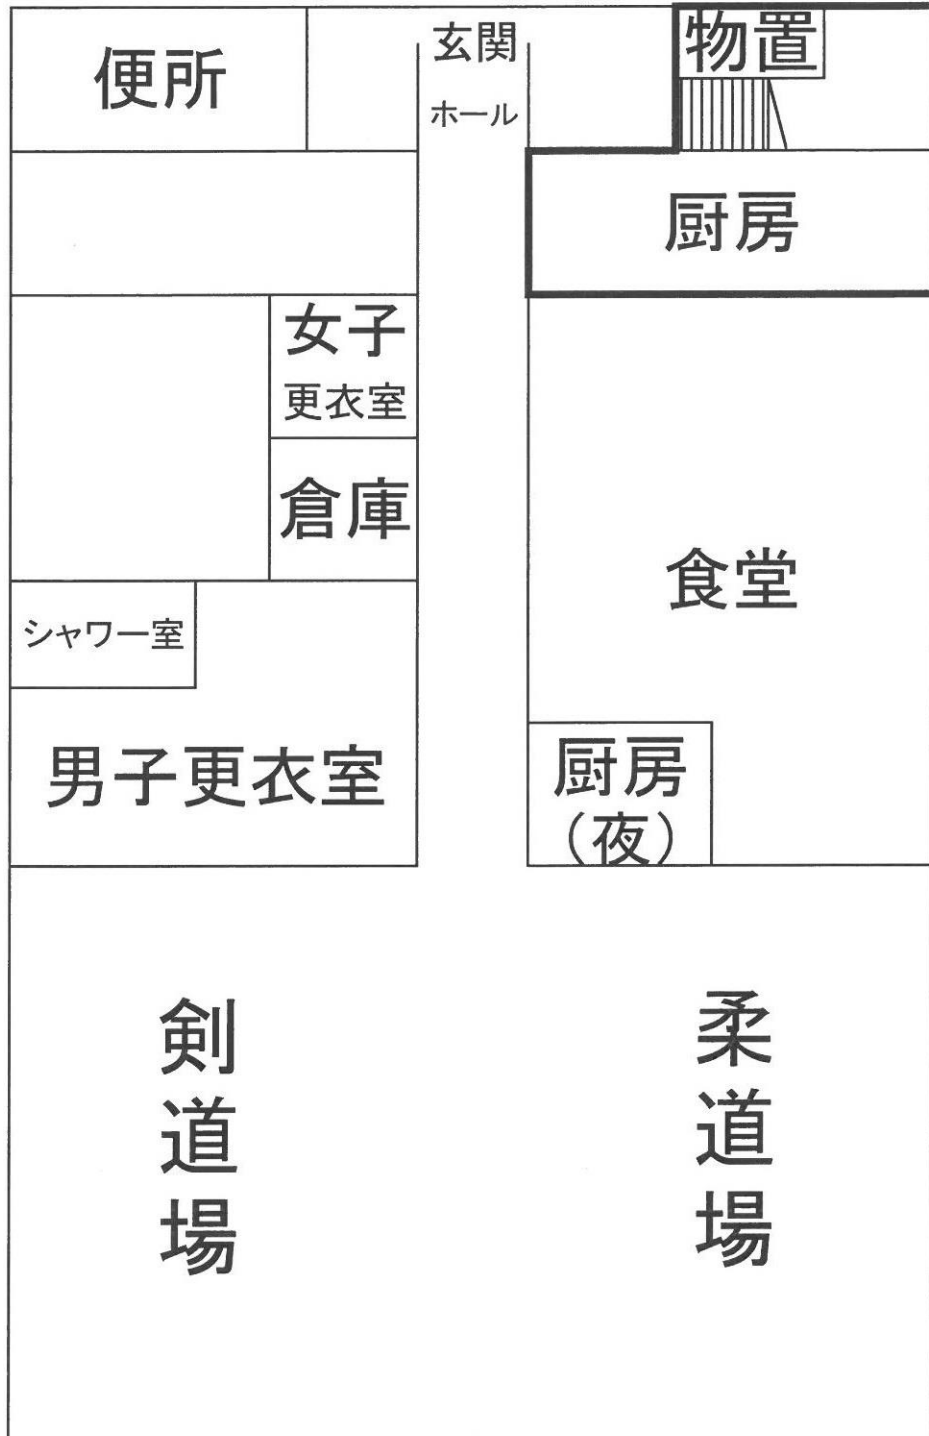 便所
玄関
ホール
物置
厨房
女子
更衣室
倉庫
食堂
シャワー室
男子更衣室
厨房
（夜）
剣道場
柔道場